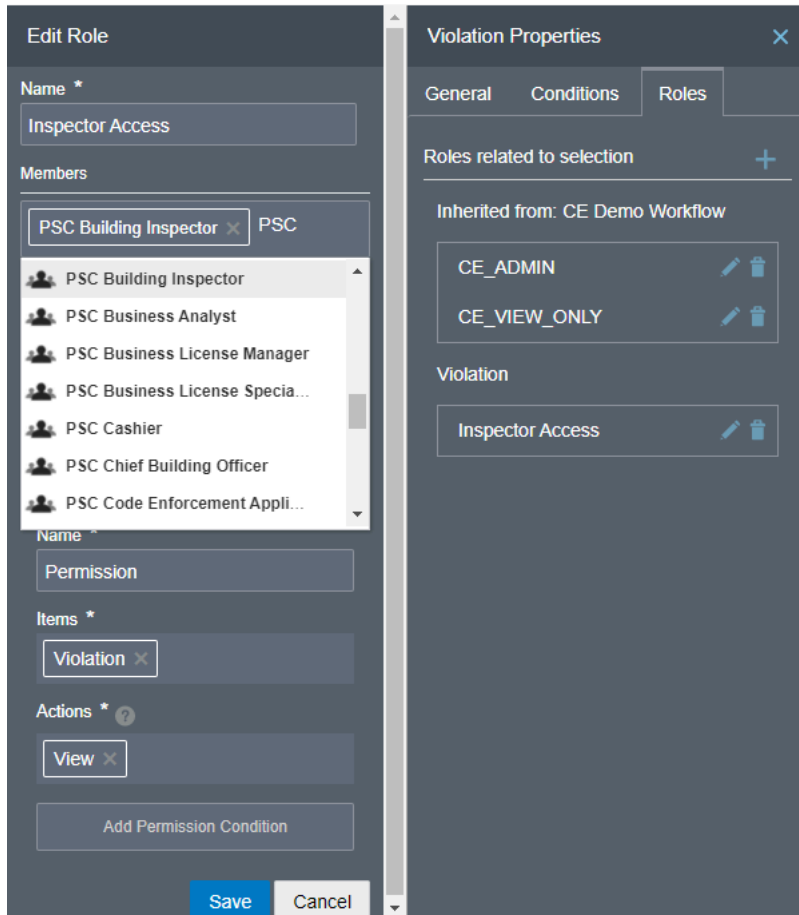 Edit Role
Name *
Inspector Access
Members
PSC Building Inspector × PSC
PSC Building Inspector
PSC Business Analyst
PSC Business License Manager
PSC Business License Specia...
PSC Cashier
PSC Chief Building Officer
PSC Code Enforcement Appli...
Name *
Permission
Items *
Violation ×
Actions * ?
View ×
Add Permission Condition
Save Cancel
Violation Properties ×
General Conditions Roles
Roles related to selection +
Inherited from: CE Demo Workflow
CE_ADMIN
CE_VIEW_ONLY
Violation
Inspector Access